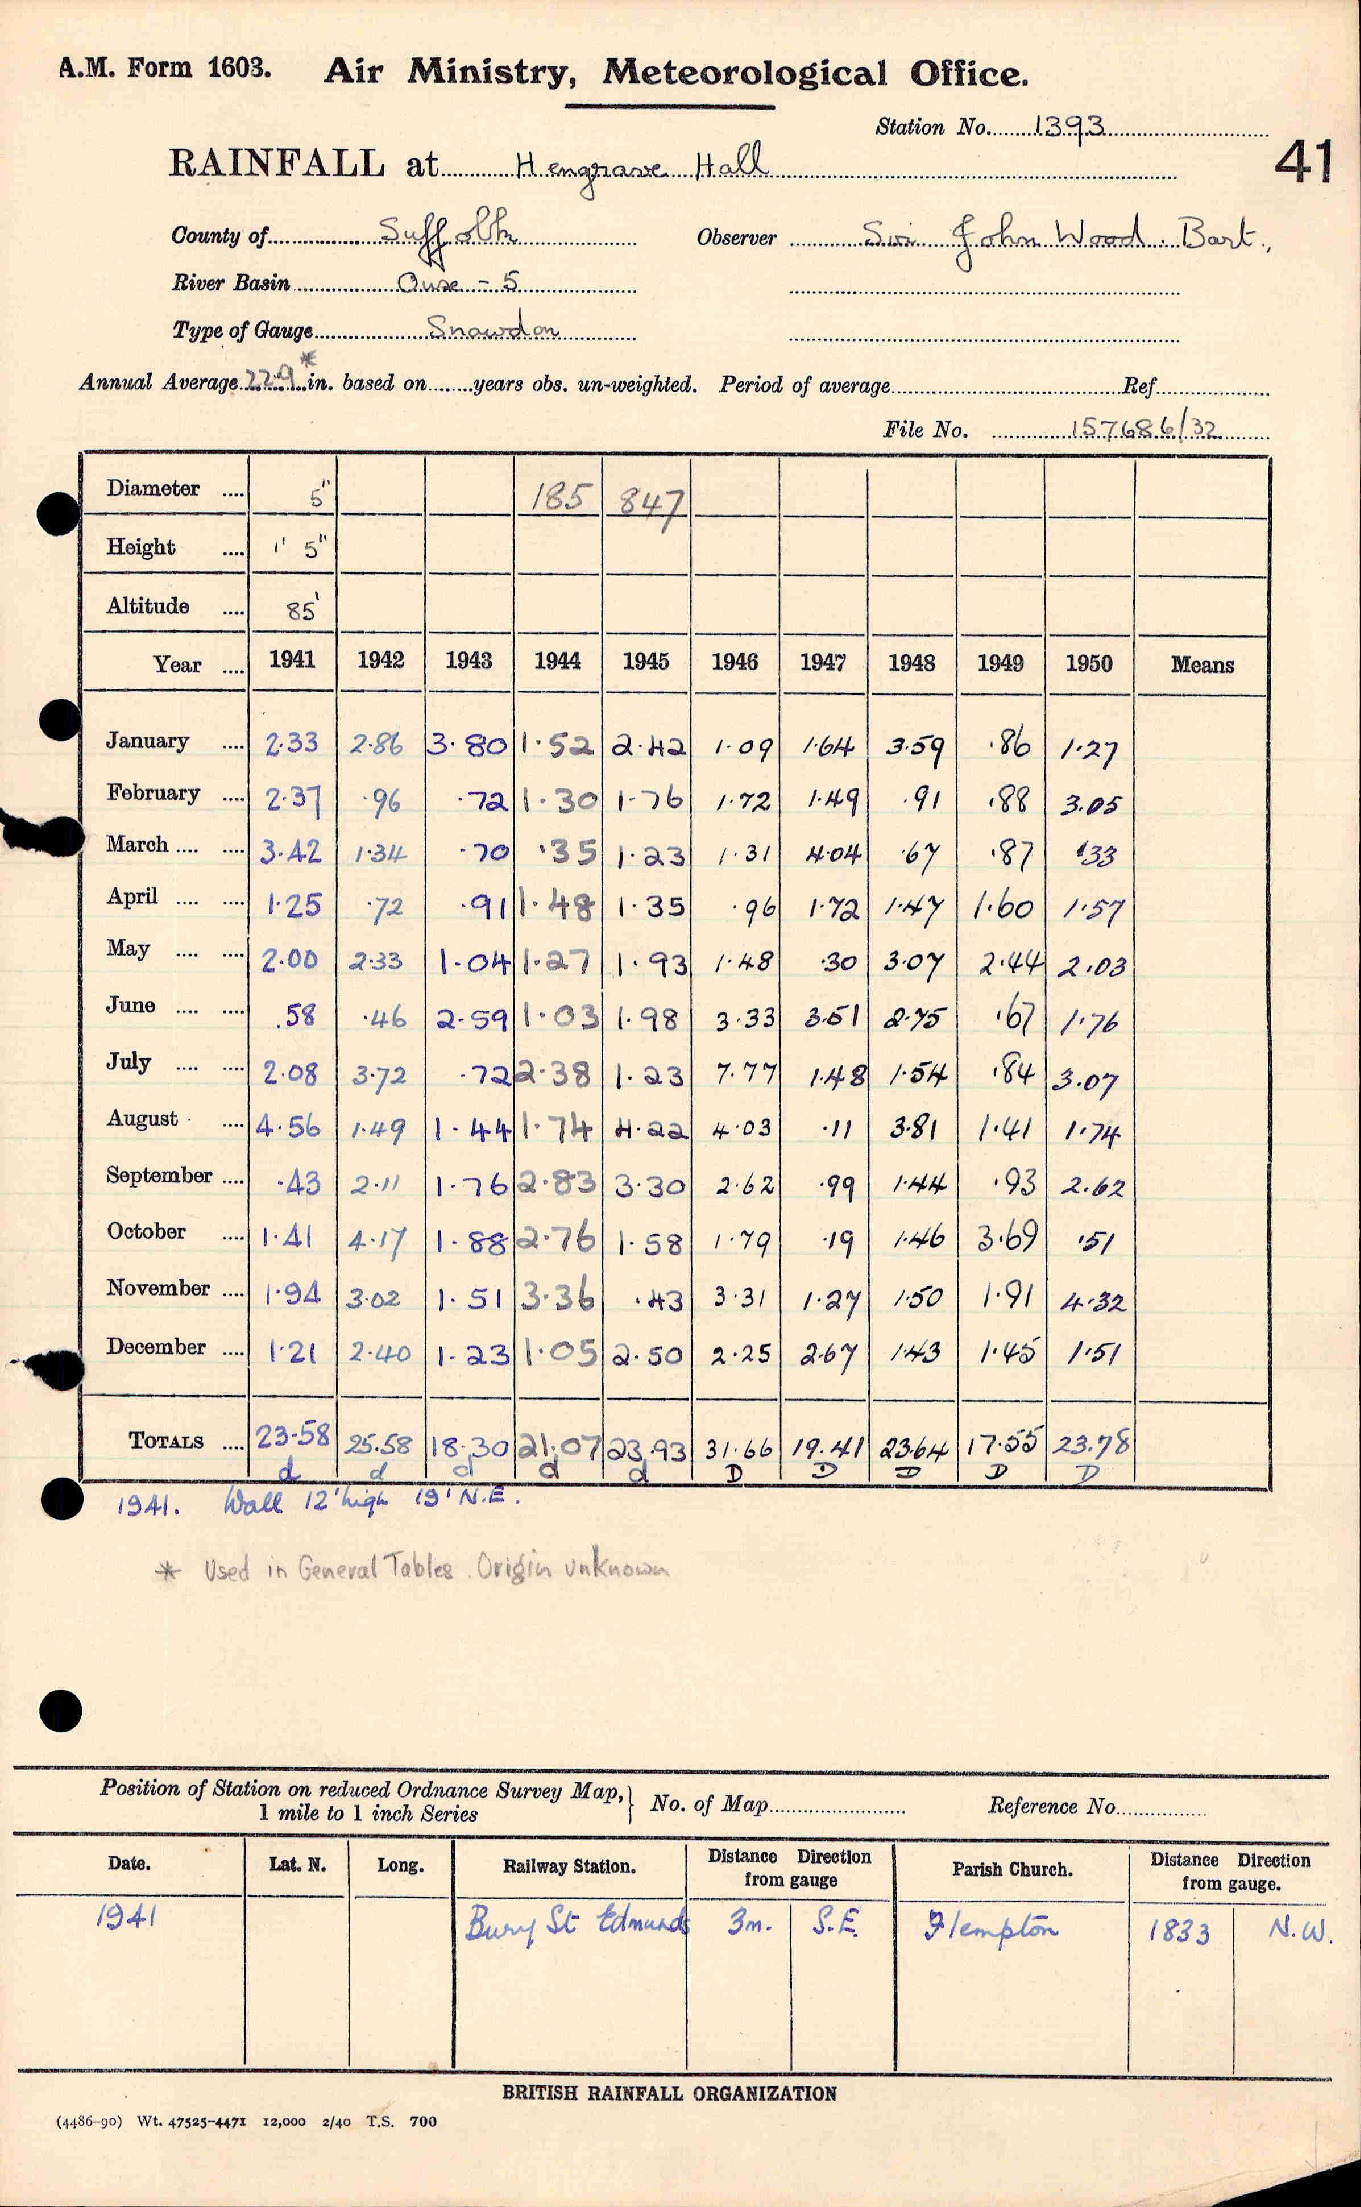 A.M. Form 1603. Air Ministry, Meteorological Office.
Station No. 1393
41
RAINFALL at Hengrave Hall
County of Suffolk Observer Sir John Wood. Bart.,
River Basin Ouse - 5
Type of Gauge Snowdon
Annual Average 22.9* in. based on years obs. un-weighted. Period of average Ref
File No. 157686/32
Diameter .... 5" 185 847
Height .... 1' 5"
Altitude .... 85'
Year .... 1941 1942 1943 1944 1945 1946 1947 1948 1949 1950 Means
January .... 2.33 2.86 3.80 1.52 2.42 1.09 1.64 3.59 .86 1.27
February .... 2.37 .96 .72 1.30 1.76 1.72 1.49 .91 .88 3.05
March .... .... 3.42 1.34 .70 .35 1.23 1.31 4.04 .67 .87 .33
April .... .... 1.25 .72 .91 1.48 1.35 .96 1.72 1.47 1.60 1.57
May .... .... 2.00 2.33 1.04 1.27 1.93 1.48 .30 3.07 2.44 2.03
June .... .... .58 .46 2.59 1.03 1.98 3.33 3.51 2.75 .67 1.76
July .... .... 2.08 3.72 .72 2.38 1.23 7.77 1.48 1.54 .84 3.07
August .... 4.56 1.49 1.44 1.74 4.22 4.03 .11 3.81 1.41 1.74
September .... .43 2.11 1.76 2.83 3.30 2.62 .99 1.44 .93 2.62
October .... 1.41 4.17 1.88 2.76 1.58 1.79 .19 1.46 3.69 .51
November .... 1.94 3.02 1.51 3.36 .43 3.31 1.27 1.50 1.91 4.32
December .... 1.21 2.40 1.23 1.05 2.50 2.25 2.67 1.43 1.45 1.51
TOTALS .... 23.58 25.58 18.30 21.07 23.93 31.66 19.41 23.64 17.55 23.78
d d d d d D D D D D
1941. Wall 12' high 19' N.E.
* Used in General Tables. Origin unknown
Position of Station on reduced Ordnance Survey Map, } No. of Map Reference No.
1 mile to 1 inch Series
Date. Lat. N. Long. Railway Station. Distance Direction from gauge Parish Church. Distance Direction from gauge.
1941 Bury St Edmunds 3m. S.E. Flempton 1833 N.W.
BRITISH RAINFALL ORGANIZATION
(4486-90) Wt. 47525-4471 12,000 2/40 T.S. 700